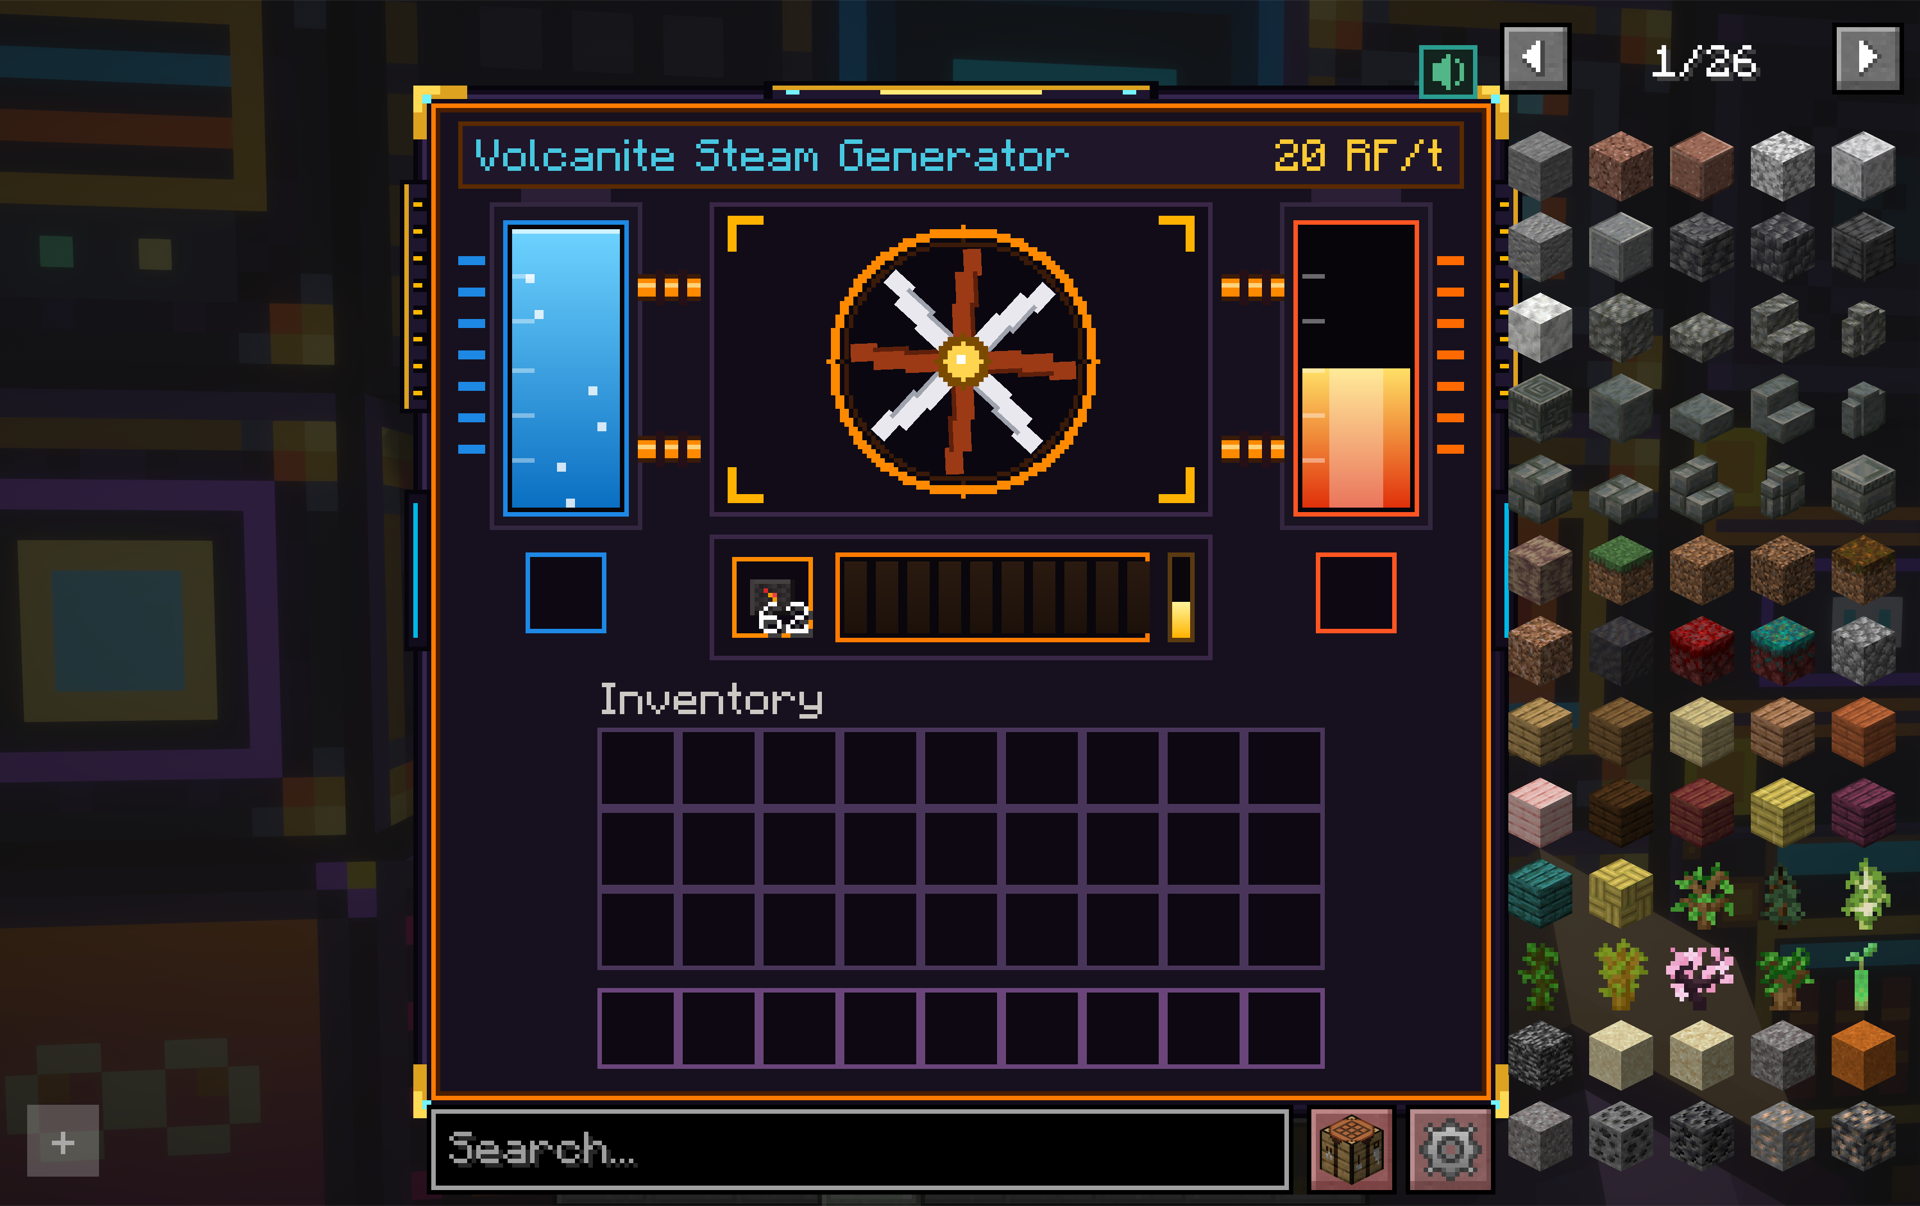 1/26
Volcanite Steam Generator 20 RF/t
62
Inventory
Search...